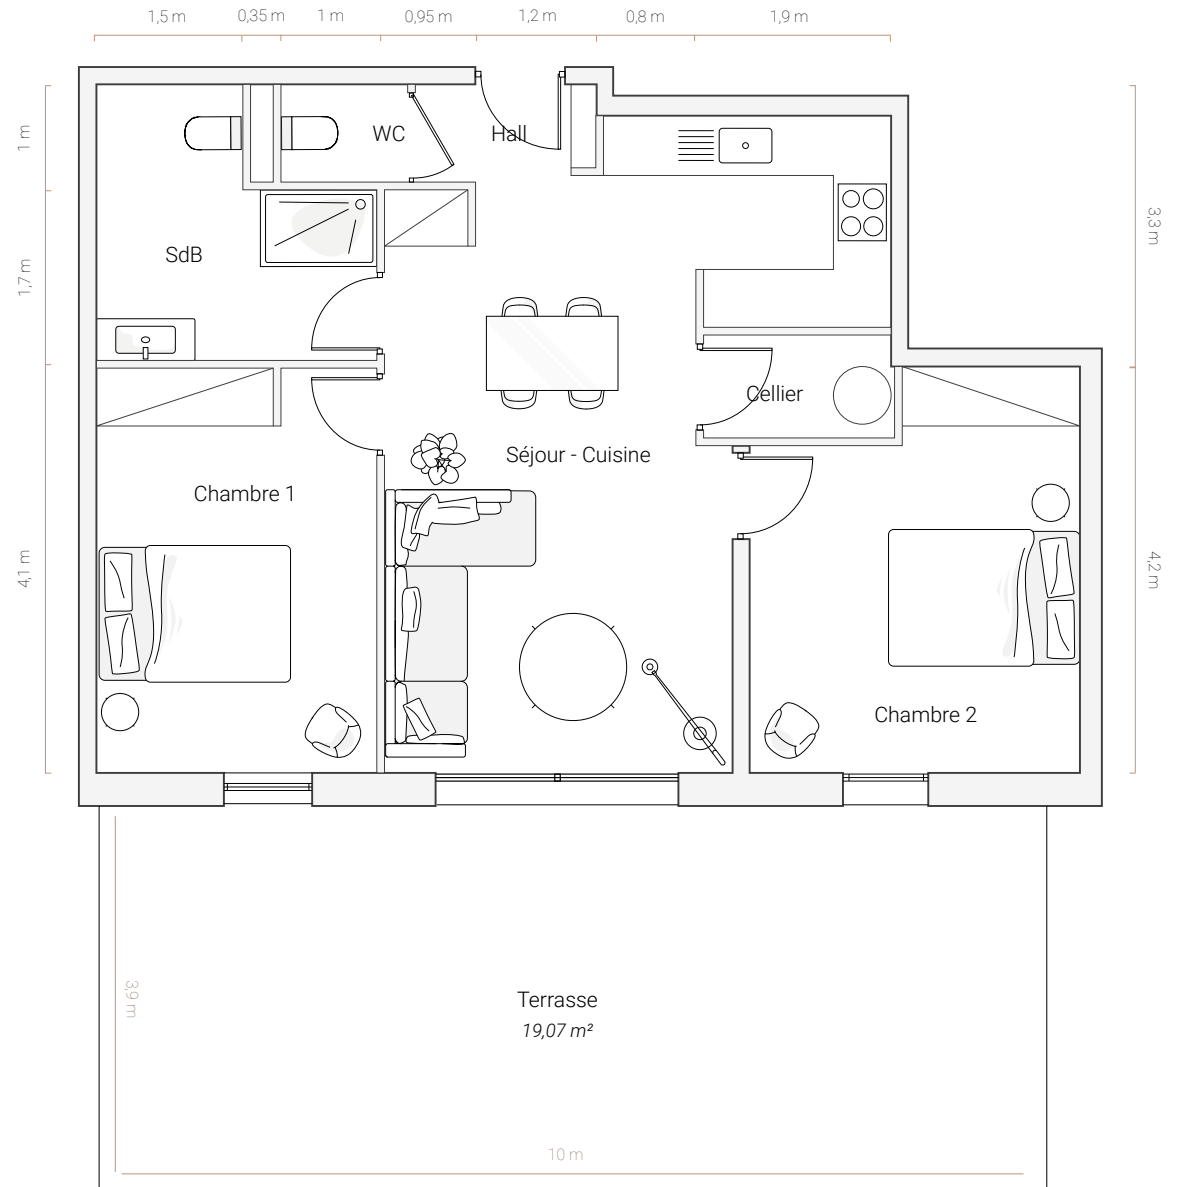 1,5 m
0,35 m
1 m
0,95 m
1,2 m
0,8 m
1,9 m
1 m
WC
Hall
3,3 m
SdB
1,7 m
Cellier
Séjour - Cuisine
Chambre 1
4,1 m
4,2 m
Chambre 2
3,9 m
Terrasse
19,07 m²
10 m